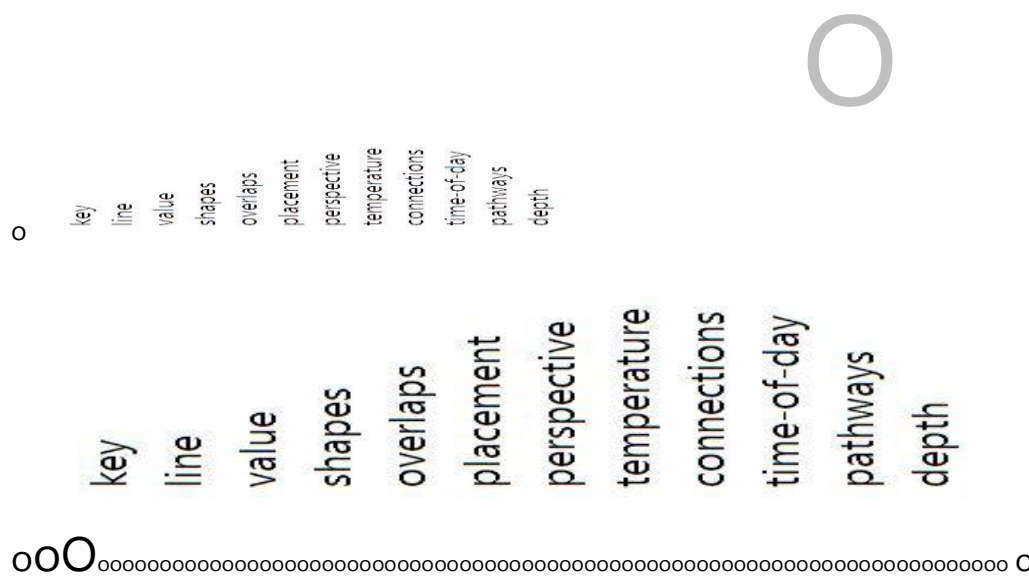 O
o key line value shapes overlaps placement perspective temperature connections time-of-day pathways depth
key line value shapes overlaps placement perspective temperature connections time-of-day pathways depth
ooOooooooooooooooooooooooooooooooooooooooooooooooooooooooooooooooooooooooo o